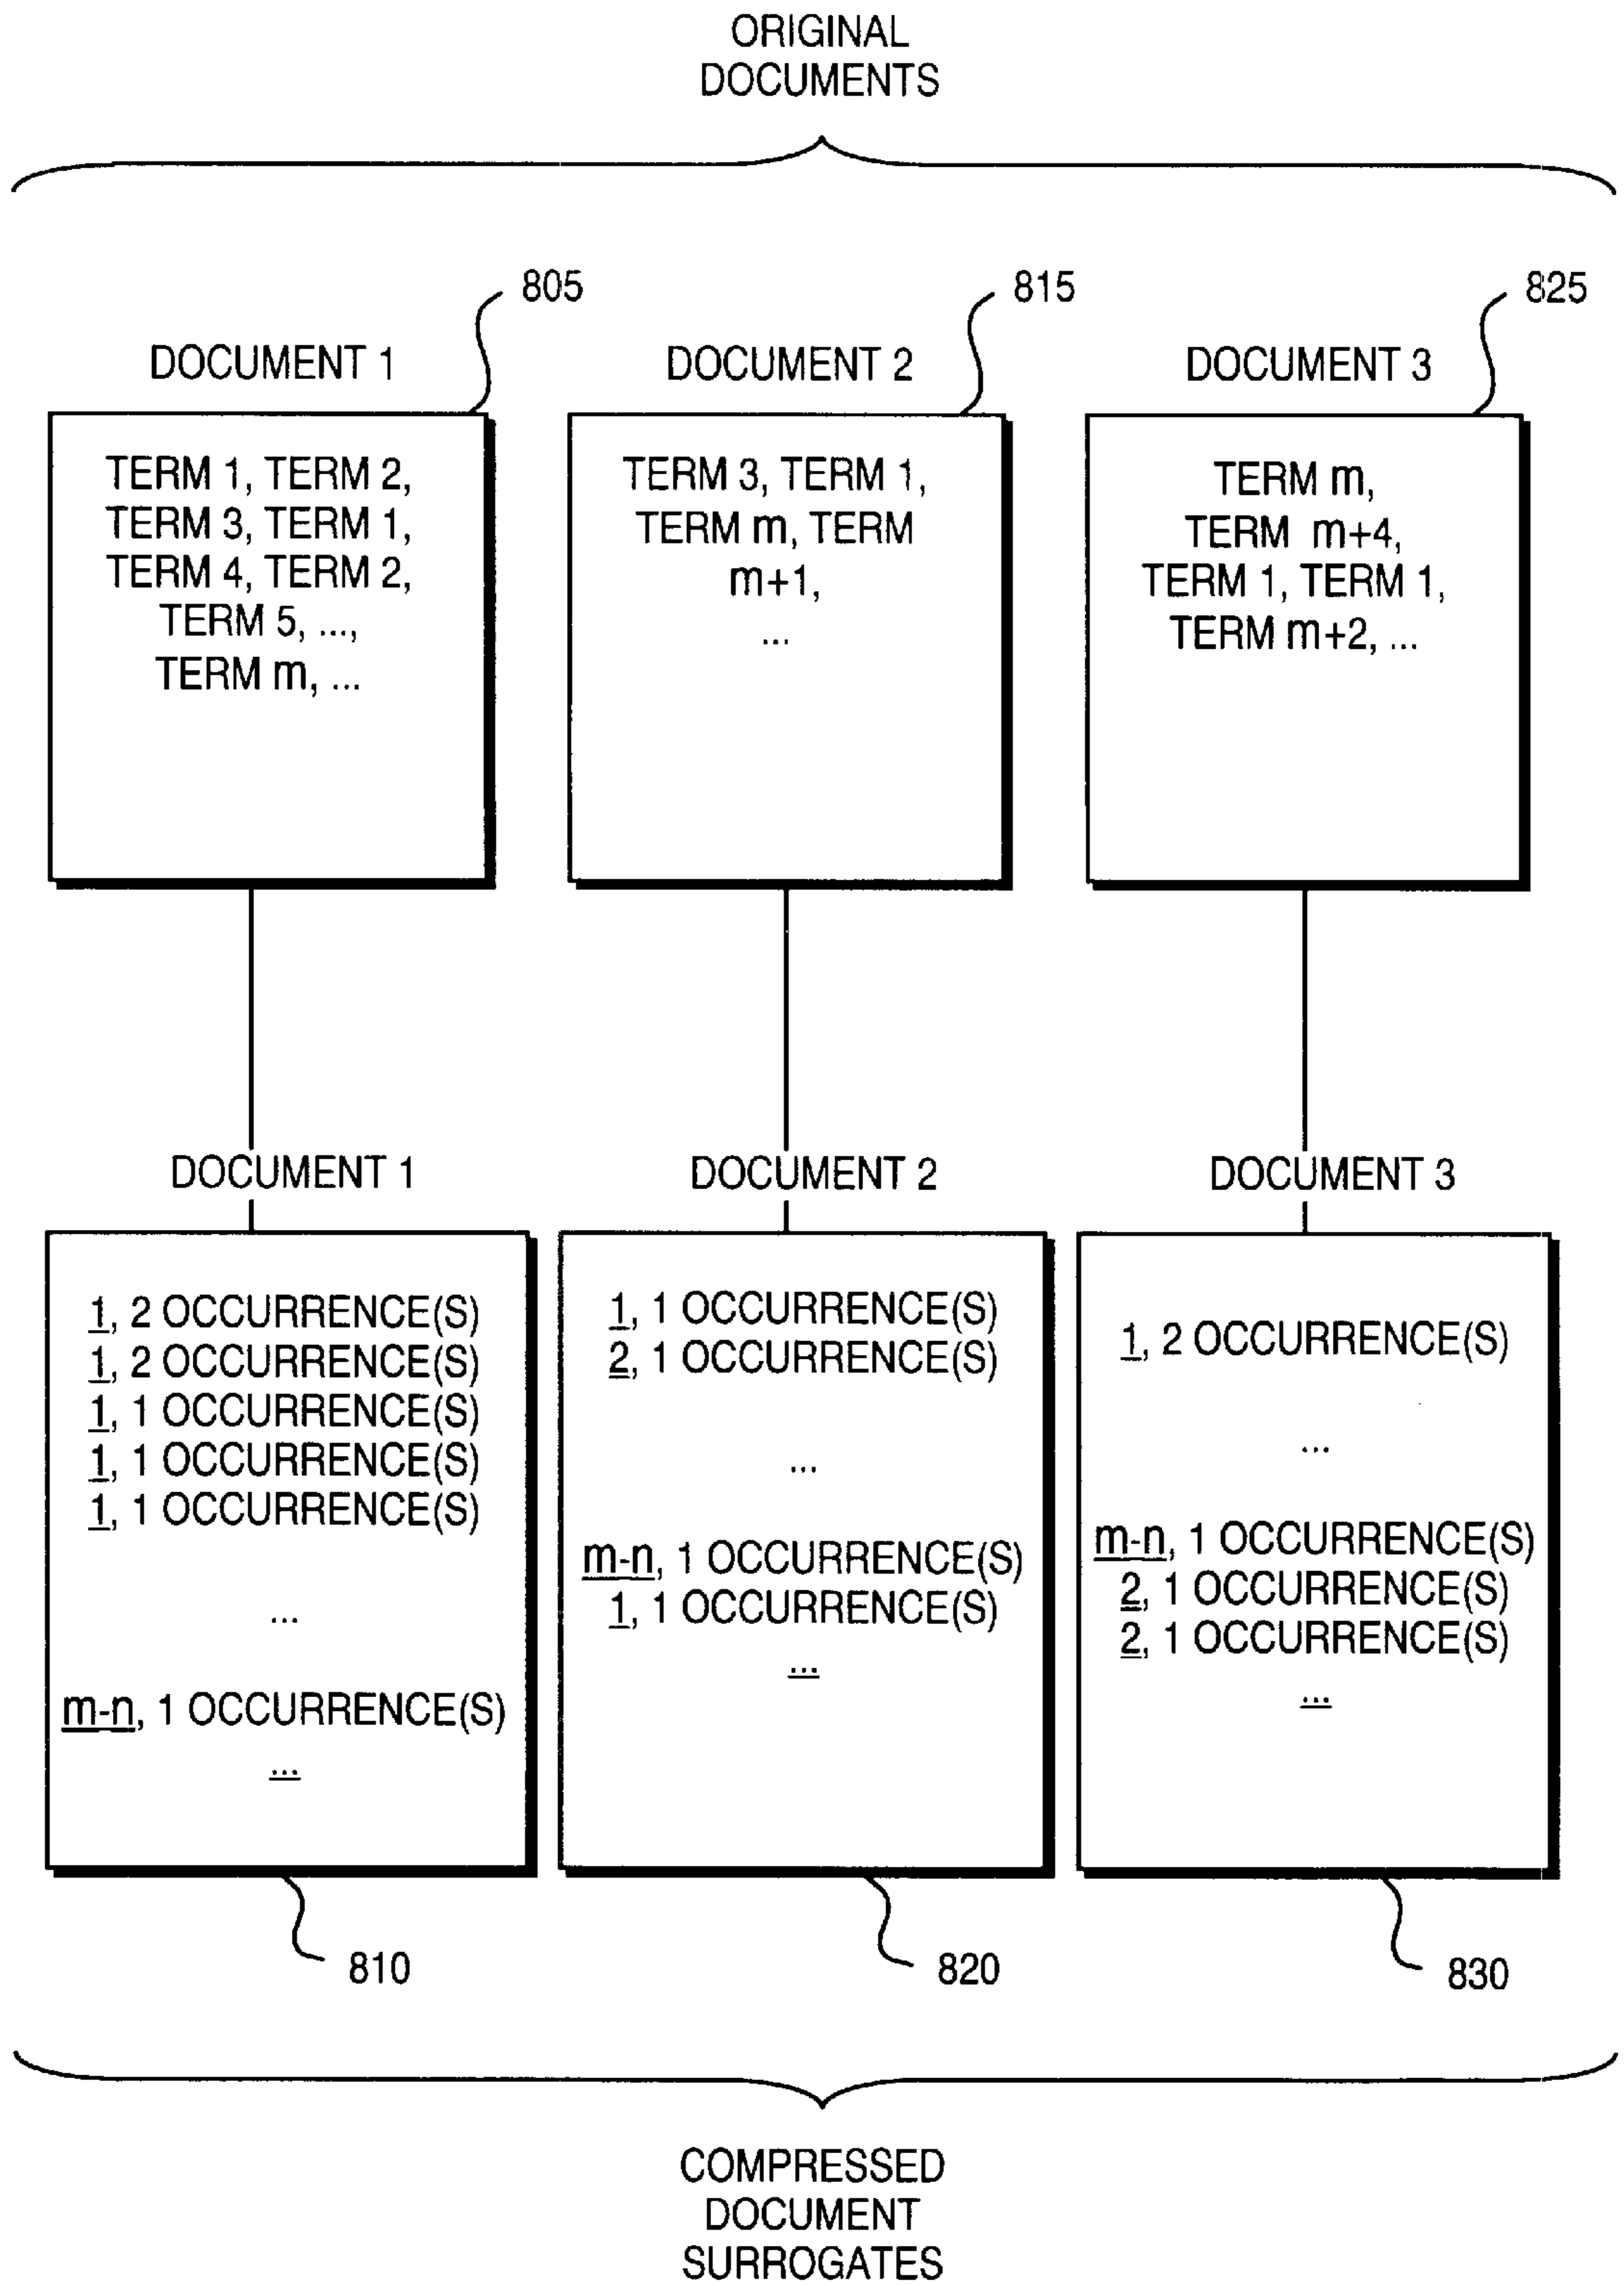 ORIGINAL
DOCUMENTS
805
815
825
DOCUMENT 1
DOCUMENT 2
DOCUMENT 3
TERM 1, TERM 2,
TERM 3, TERM 1,
TERM 4, TERM 2,
TERM 5, ...,
TERM m, ...
TERM 3, TERM 1,
TERM m, TERM
m+1,
...
TERM m,
TERM m+4,
TERM 1, TERM 1,
TERM m+2, ...
DOCUMENT 1
DOCUMENT 2
DOCUMENT 3
1, 2 OCCURRENCE(S)
1, 2 OCCURRENCE(S)
1, 1 OCCURRENCE(S)
1, 1 OCCURRENCE(S)
1, 1 OCCURRENCE(S)
...
m-n, 1 OCCURRENCE(S)
...
1, 1 OCCURRENCE(S)
2, 1 OCCURRENCE(S)
...
m-n, 1 OCCURRENCE(S)
1, 1 OCCURRENCE(S)
...
1, 2 OCCURRENCE(S)
...
m-n, 1 OCCURRENCE(S)
2, 1 OCCURRENCE(S)
2, 1 OCCURRENCE(S)
...
810
820
830
COMPRESSED
DOCUMENT
SURROGATES